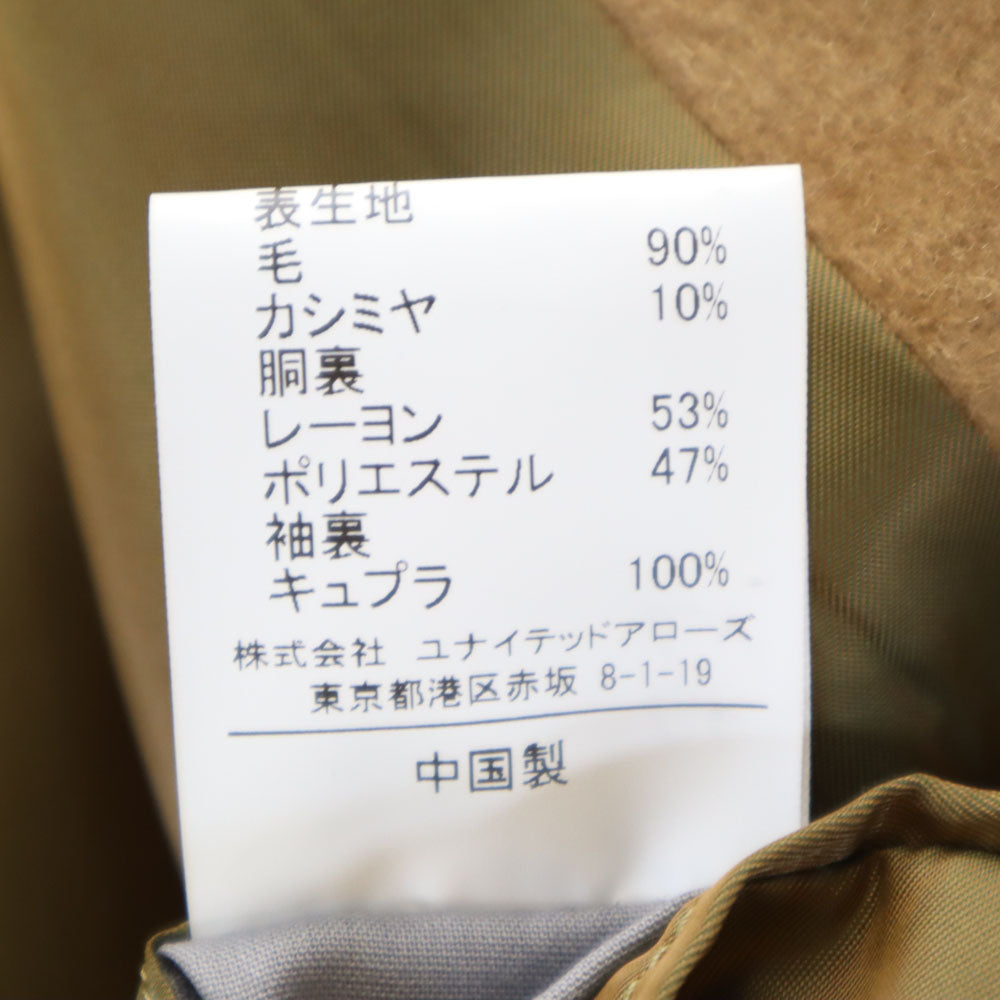 表生地
毛 90%
カシミヤ 10%
胴裏
レーヨン 53%
ポリエステル 47%
袖裏
キュプラ 100%
株式会社 ユナイテッドアローズ
東京都港区赤坂 8-1-19
中国製